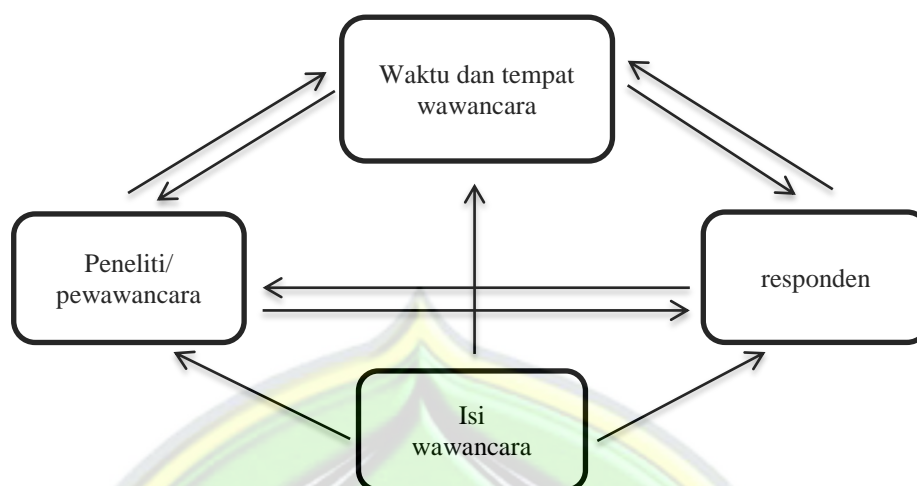 Waktu dan tempat
wawancara
Peneliti/
pewawancara
responden
Isi
wawancara